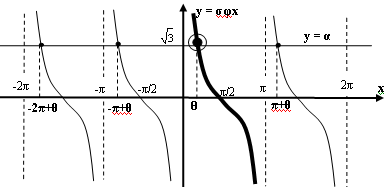 y = σφx
√3
y = α
-2π
-π
-π/2
θ
π/2
π
2π
x
-2π+θ
-π+θ
π+θ